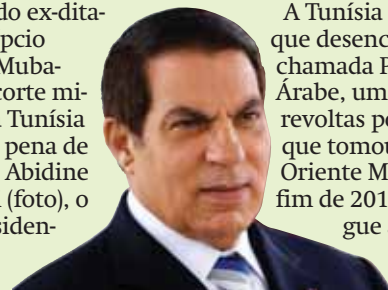 do ex-dita-
pcio
Muba-
corte mi-
Tunísia
pena de
Abidine
(foto), o
siden-
A Tunísia
que desenc
chamada P
Árabe, um
revoltas po
que tomou
Oriente M
fim de 201
gue